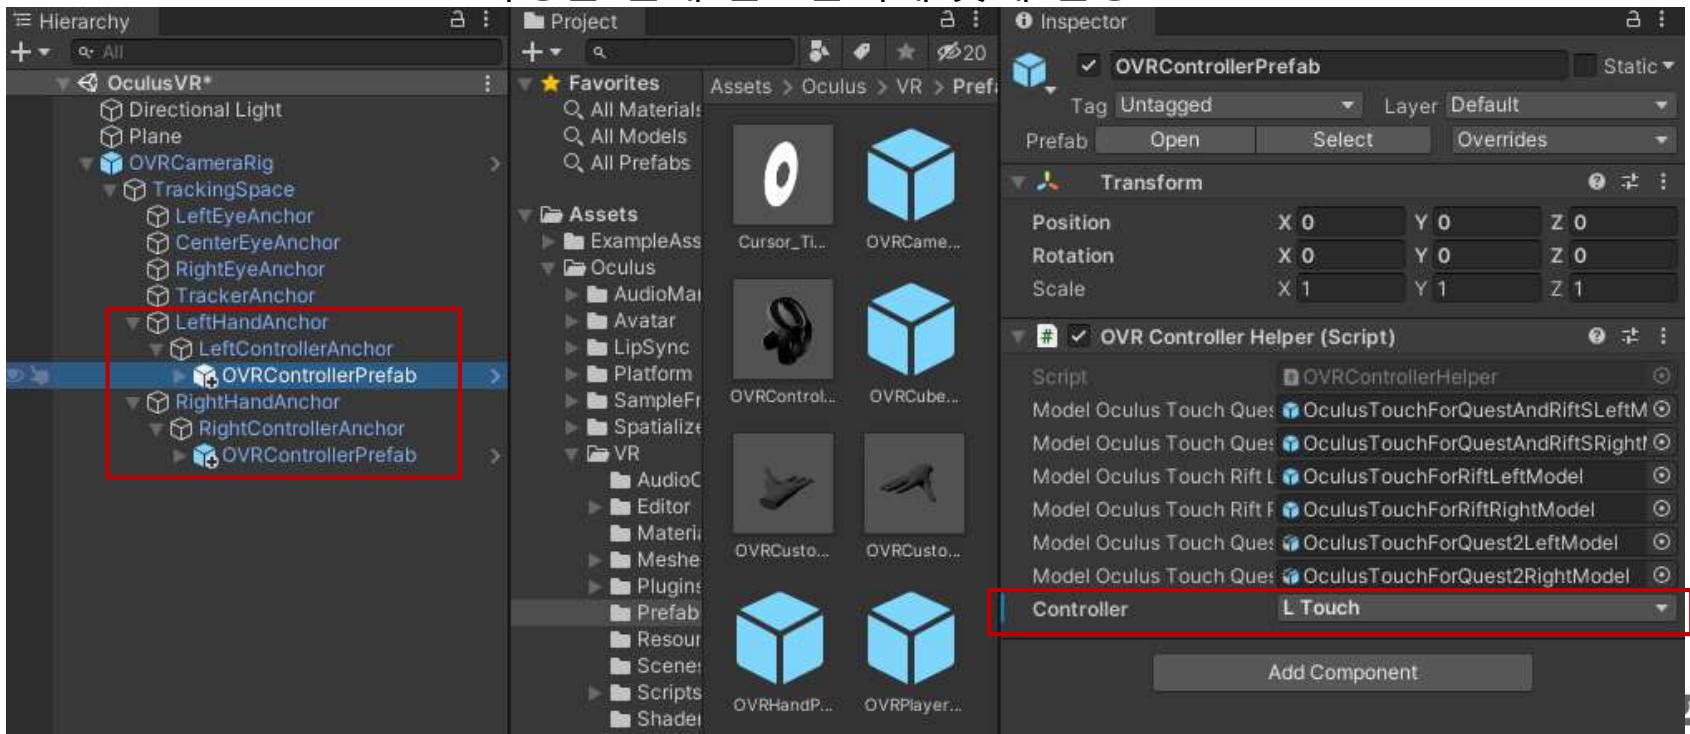 Hierarchy
All
OculusVR*
Directional Light
Plane
OVRCameraRig
TrackingSpace
LeftEyeAnchor
CenterEyeAnchor
RightEyeAnchor
TrackerAnchor
LeftHandAnchor
LeftControllerAnchor
OVRControllerPrefab
RightHandAnchor
RightControllerAnchor
OVRControllerPrefab
Project
20
Favorites
All Materials
All Models
All Prefabs
Assets
ExampleAss
Oculus
AudioMa
Avatar
LipSync
Platform
SampleFr
Spatialize
VR
Audio
Editor
Materi
Meshe
Plugins
Prefab
Resour
Scene
Scripts
Shade
Assets > Oculus > VR > Pref
Cursor_Ti...
OVRCame...
OVRControl...
OVRCube...
OVRCusto...
OVRCusto...
OVRHandP...
OVRPlayer...
Inspector
OVRControllerPrefab Static
Tag Untagged Layer Default
Prefab Open Select Overrides
Transform
Position X 0 Y 0 Z 0
Rotation X 0 Y 0 Z 0
Scale X 1 Y 1 Z 1
# OVR Controller Helper (Script)
Script OVRControllerHelper
Model Oculus Touch Ques OculusTouchForQuestAndRiftSLeftM
Model Oculus Touch Ques OculusTouchForQuestAndRiftSRight
Model Oculus Touch Rift L OculusTouchForRiftLeftModel
Model Oculus Touch Rift F OculusTouchForRiftRightModel
Model Oculus Touch Ques OculusTouchForQuest2LeftModel
Model Oculus Touch Ques OculusTouchForQuest2RightModel
Controller L Touch
Add Component